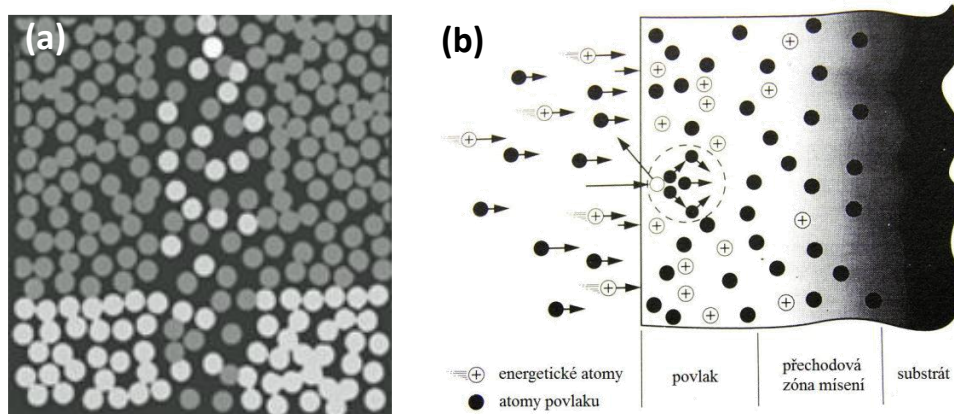 (a)
(b)
energetické atomy
atomy povlaku
povlak
přechodová
zóna mísení
substrát